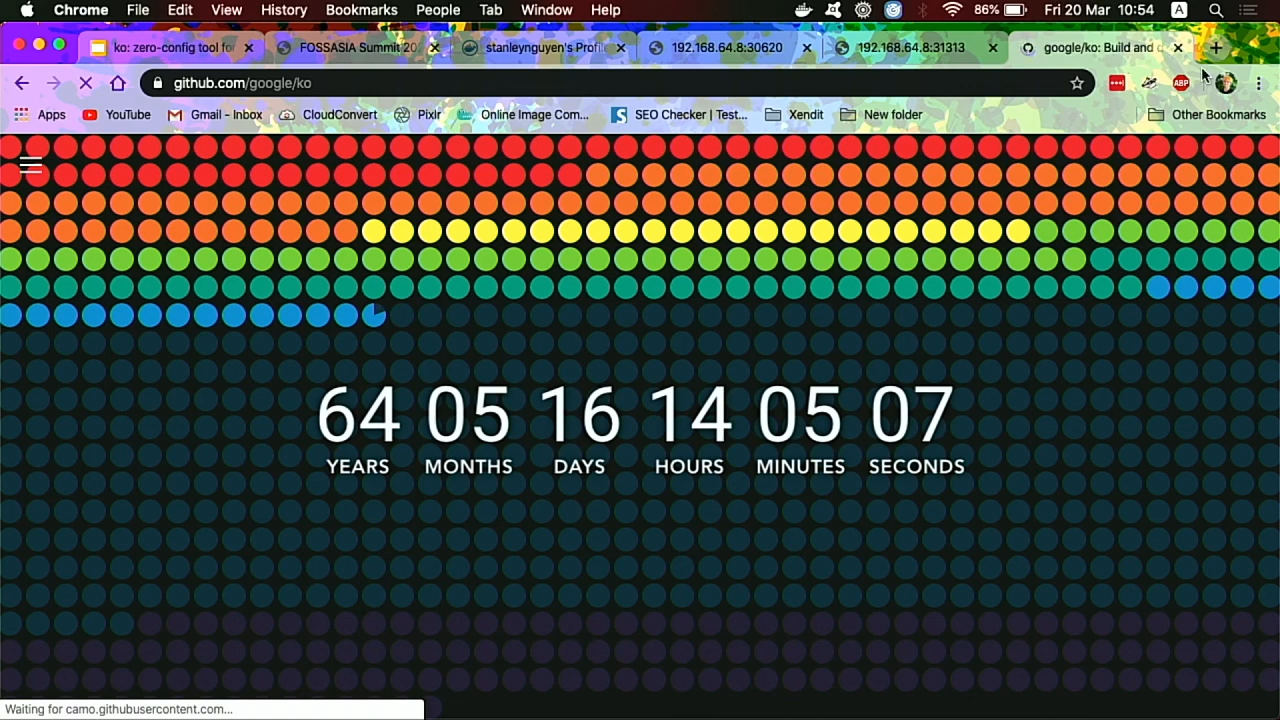 Chrome File Edit View History Bookmarks People Tab Window Help 86% Fri 20 Mar 10:54 A
ko: zero-config tool for FOSSASIA Summit 20 stanleynguyen's Profil 192.168.64.8:30620 192.168.64.8:31313 google/ko: Build and d
github.com/google/ko ABP
Apps YouTube Gmail - Inbox CloudConvert Pixlr Online Image Com... SEO Checker | Test... Xendit New folder Other Bookmarks
64 05 16 14 05 07
YEARS MONTHS DAYS HOURS MINUTES SECONDS
Waiting for camo.githubusercontent.com...